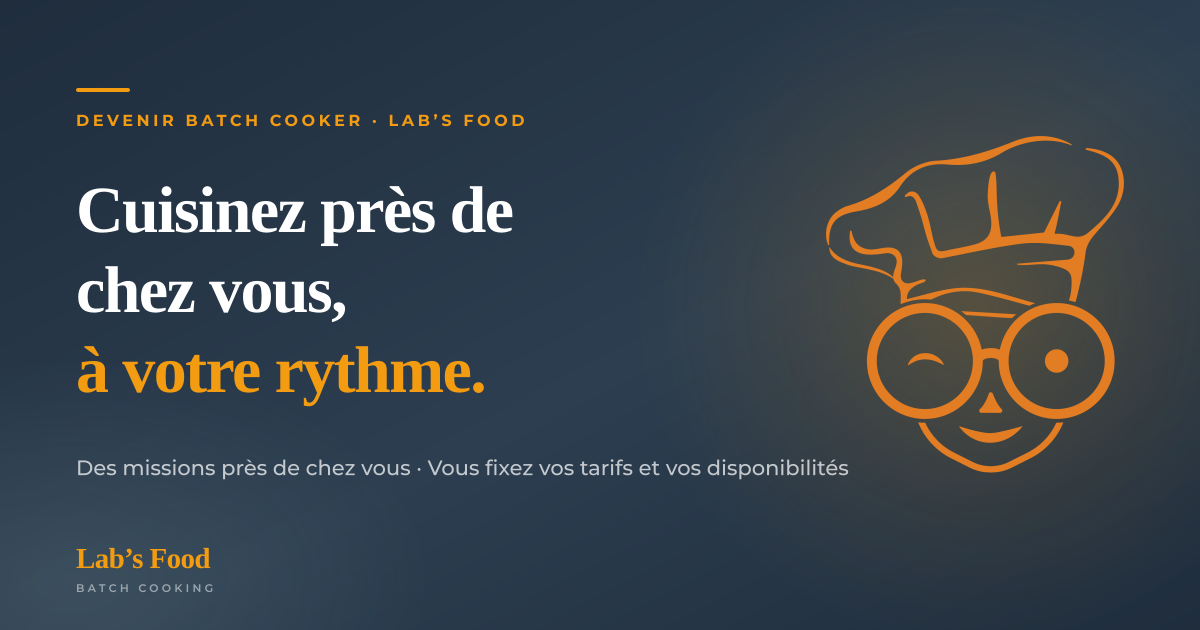 DEVENIR BATCH COOKER · LAB’S FOOD
Cuisinez près de
chez vous,
à votre rythme.
Des missions près de chez vous · Vous fixez vos tarifs et vos disponibilités
Lab’s Food
BATCH COOKING